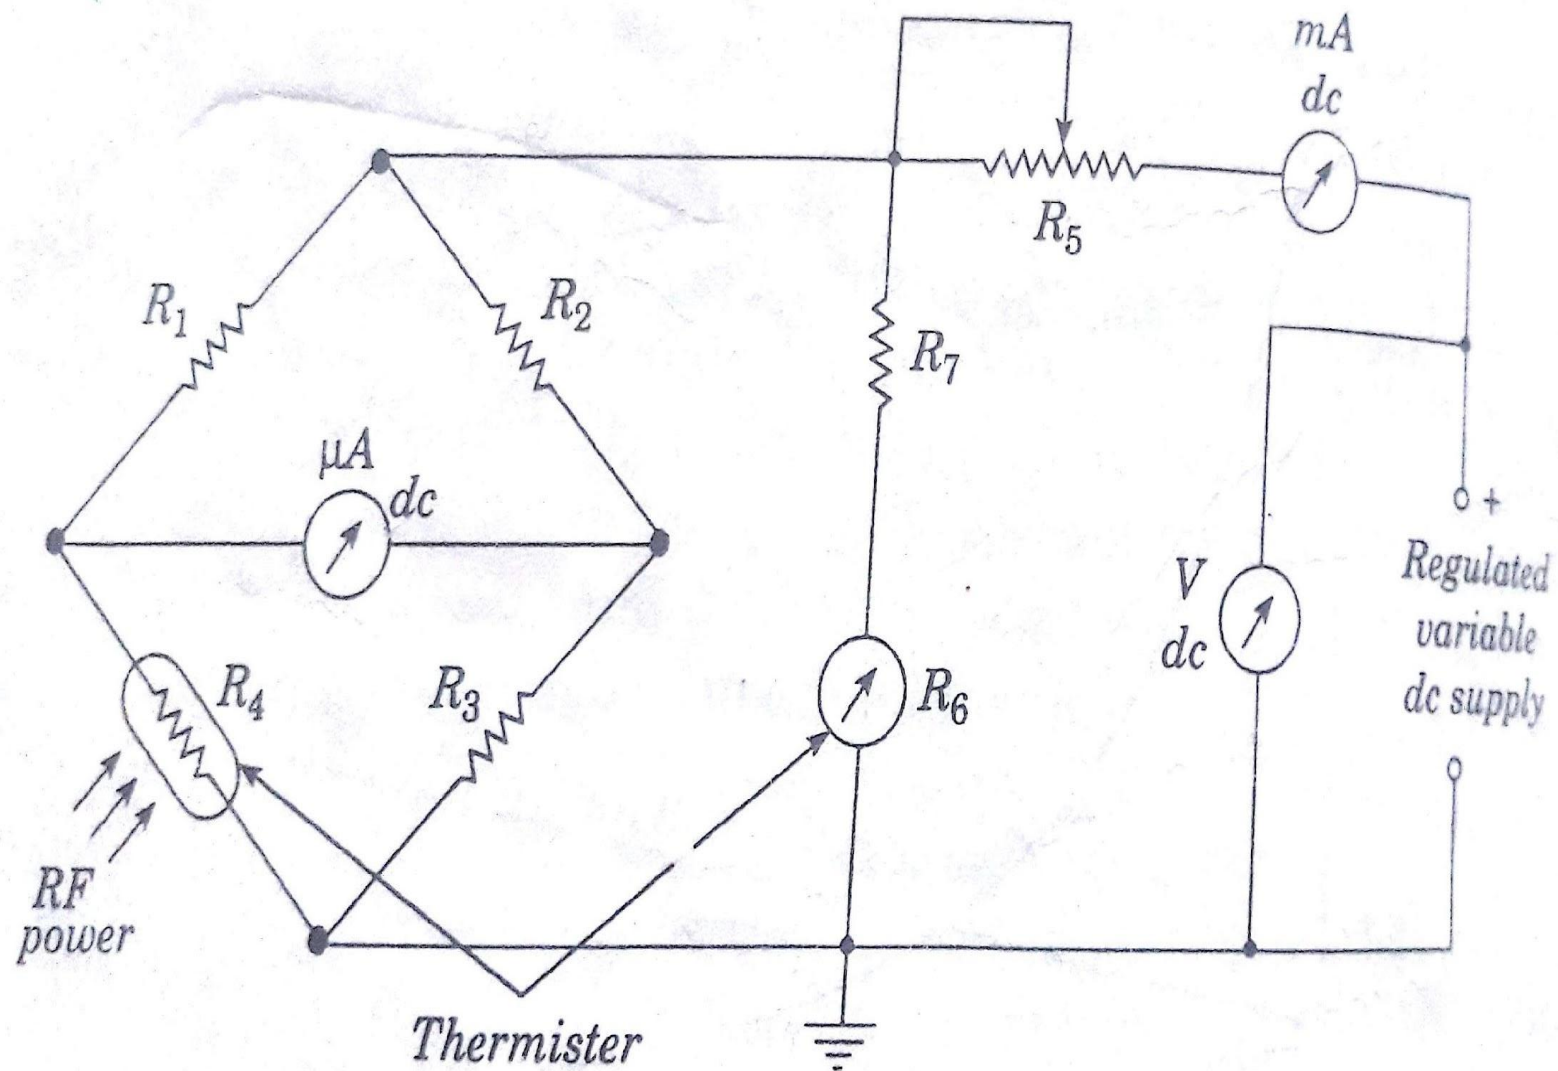 mA
dc
R5
R1
R2
R7
μA
dc
V
dc
+
Regulated
variable
dc supply
R4
R3
R6
RF
power
Thermister